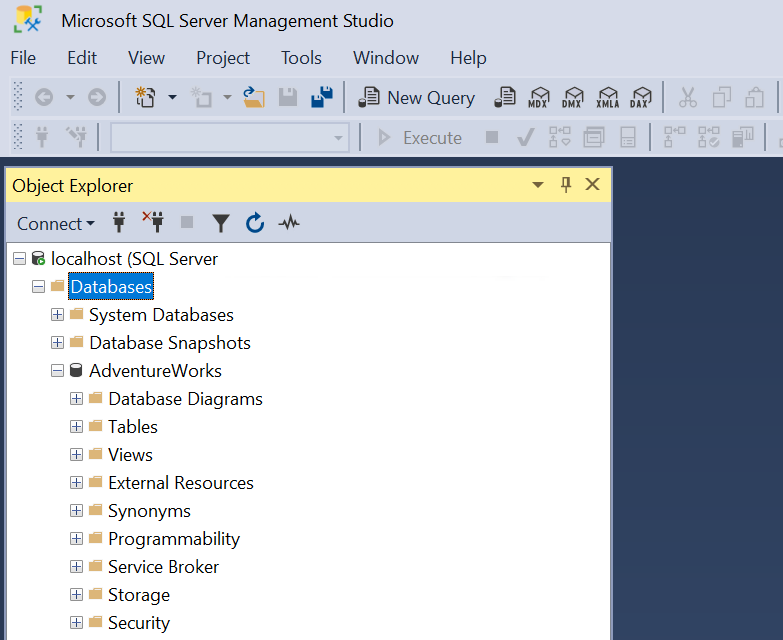 Microsoft SQL Server Management Studio
File Edit View Project Tools Window Help
New Query MDX DMX XMLA DAX
Execute
Object Explorer
Connect
localhost (SQL Server
Databases
System Databases
Database Snapshots
AdventureWorks
Database Diagrams
Tables
Views
External Resources
Synonyms
Programmability
Service Broker
Storage
Security